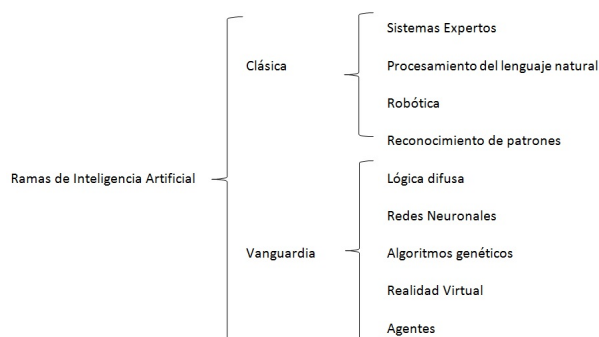 Ramas de Inteligencia Artificial
Clásica
Sistemas Expertos
Procesamiento del lenguaje natural
Robótica
Reconocimiento de patrones
Vanguardia
Lógica difusa
Redes Neuronales
Algoritmos genéticos
Realidad Virtual
Agentes